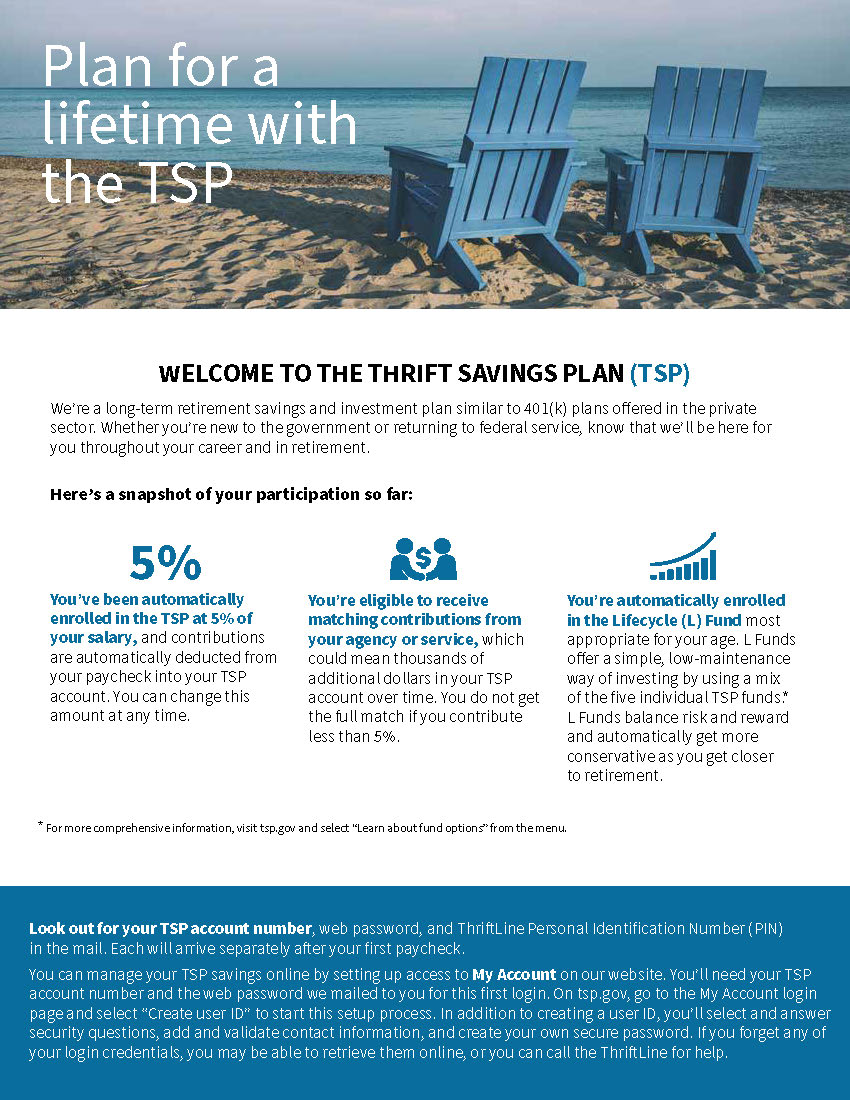 Plan for a
lifetime with
the TSP
WELCOME TO THE THRIFT SAVINGS PLAN (TSP)
We’re a long-term retirement savings and investment plan similar to 401(k) plans offered in the private
sector. Whether you’re new to the government or returning to federal service, know that we’ll be here for
you throughout your career and in retirement.
Here’s a snapshot of your participation so far:
5%
You’ve been automatically
enrolled in the TSP at 5% of
your salary, and contributions
are automatically deducted from
your paycheck into your TSP
account. You can change this
amount at any time.
$
You’re eligible to receive
matching contributions from
your agency or service, which
could mean thousands of
additional dollars in your TSP
account over time. You do not get
the full match if you contribute
less than 5%.
You’re automatically enrolled
in the Lifecycle (L) Fund most
appropriate for your age. L Funds
offer a simple, low-maintenance
way of investing by using a mix
of the five individual TSP funds.*
L Funds balance risk and reward
and automatically get more
conservative as you get closer
to retirement.
* For more comprehensive information, visit tsp.gov and select “Learn about fund options” from the menu.
Look out for your TSP account number, web password, and ThriftLine Personal Identification Number (PIN)
in the mail. Each will arrive separately after your first paycheck.
You can manage your TSP savings online by setting up access to My Account on our website. You’ll need your TSP
account number and the web password we mailed to you for this first login. On tsp.gov, go to the My Account login
page and select “Create user ID” to start this setup process. In addition to creating a user ID, you’ll select and answer
security questions, add and validate contact information, and create your own secure password. If you forget any of
your login credentials, you may be able to retrieve them online, or you can call the ThriftLine for help.